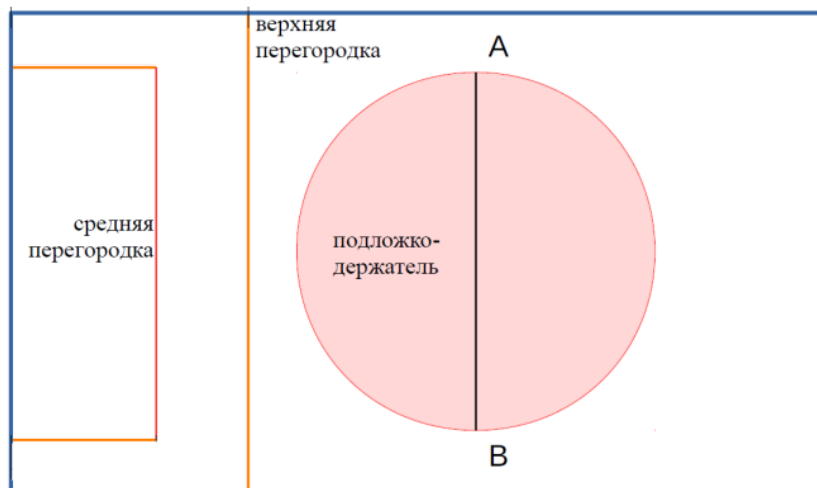 верхняя
перегородка
A
средняя
перегородка
подложко-
держатель
B